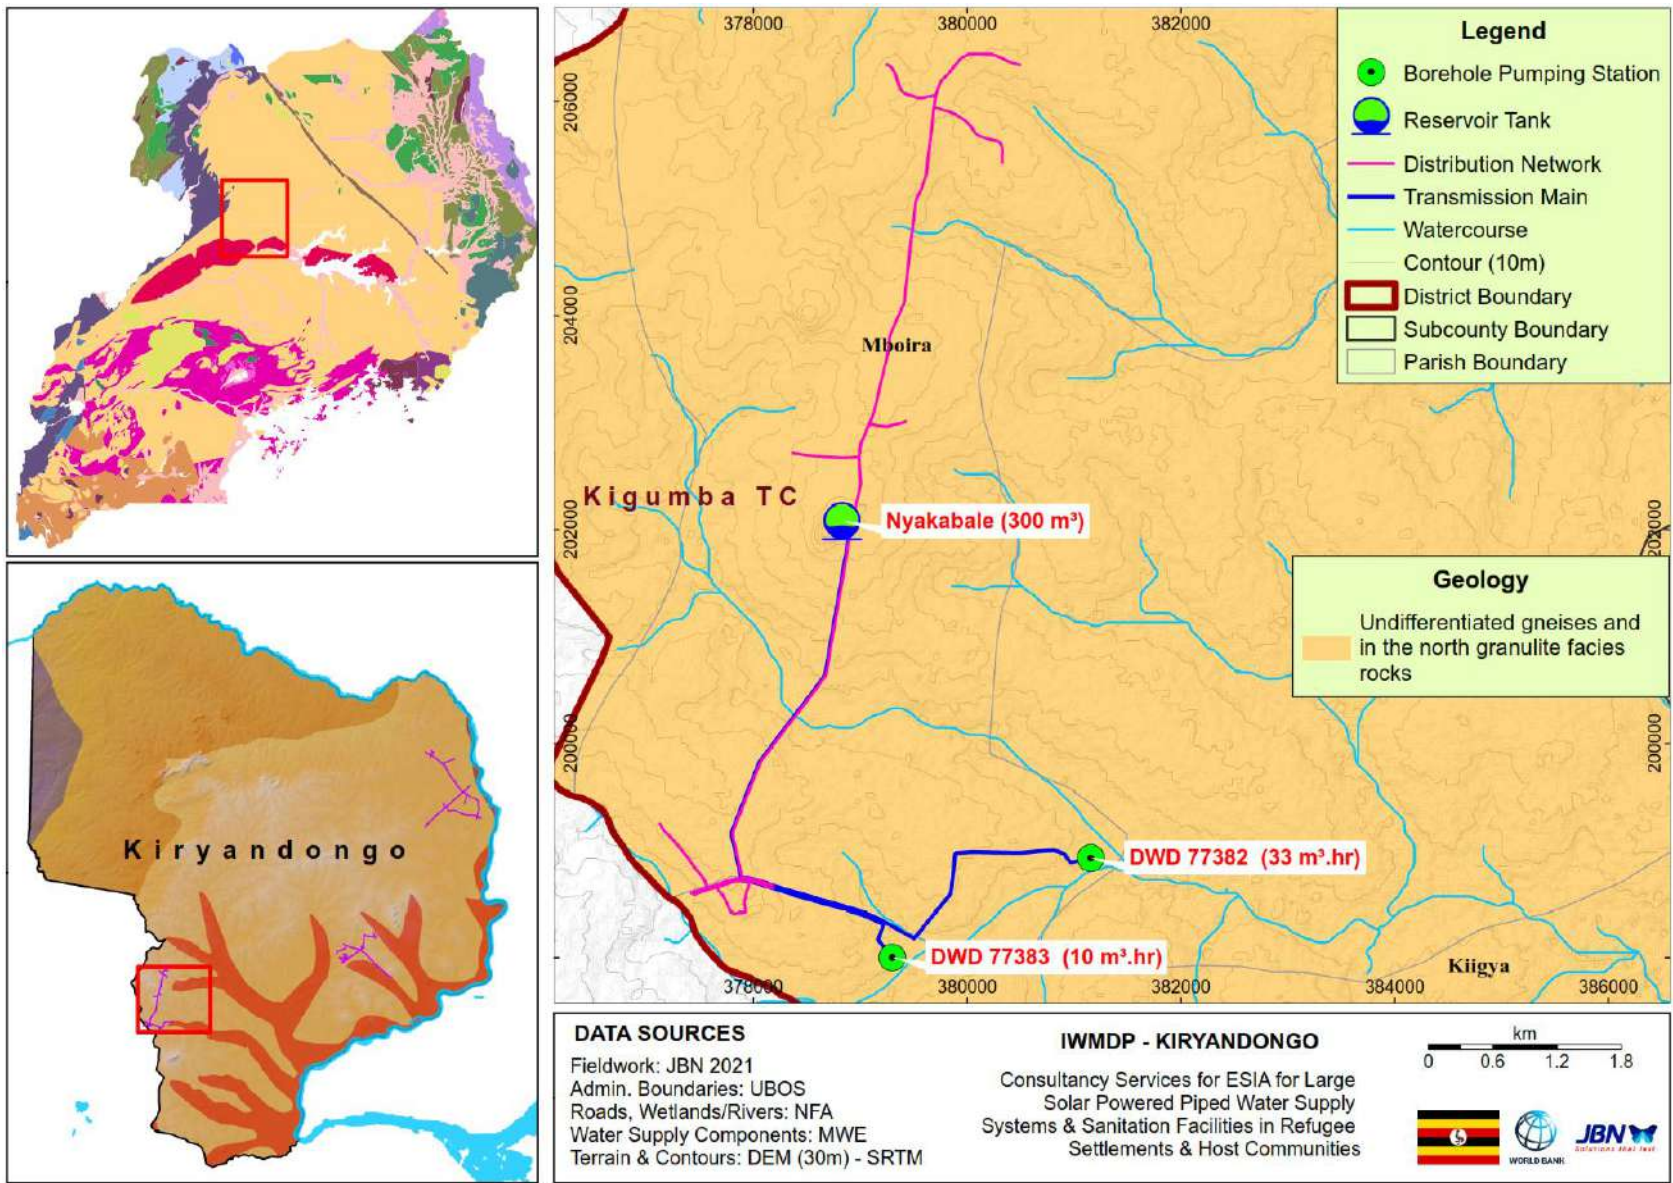 Kiryandongo
378000
380000
382000
206000
204000
202000
200000
202000
200000
378000
380000
382000
384000
386000
Mboira
Kigumba TC
Nyakabale (300 m³)
DWD 77382 (33 m³.hr)
DWD 77383 (10 m³.hr)
Kiigya
Legend
Borehole Pumping Station
Reservoir Tank
Distribution Network
Transmission Main
Watercourse
Contour (10m)
District Boundary
Subcounty Boundary
Parish Boundary
Geology
Undifferentiated gneises and
in the north granulite facies
rocks
DATA SOURCES
Fieldwork: JBN 2021
Admin. Boundaries: UBOS
Roads, Wetlands/Rivers: NFA
Water Supply Components: MWE
Terrain & Contours: DEM (30m) - SRTM
IWMDP - KIRYANDONGO
Consultancy Services for ESIA for Large
Solar Powered Piped Water Supply
Systems & Sanitation Facilities in Refugee
Settlements & Host Communities
km
0 0.6 1.2 1.8
WORLD BANK
JBN
Solutions that last